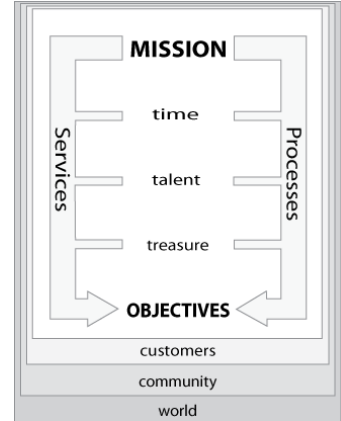 MISSION
time
Services
Processes
talent
treasure
OBJECTIVES
customers
community
world